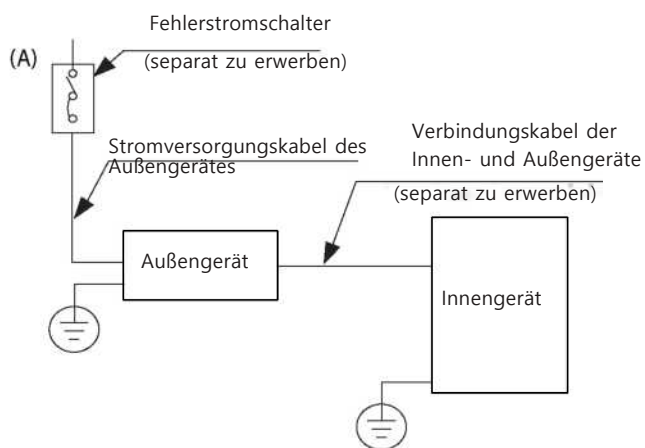 Fehlerstromschalter
(A)
(separat zu erwerben)
Stromversorgungskabel des
Außengerätes
Verbindungskabel der
Innen- und Außengeräte
(separat zu erwerben)
Außengerät
Innengerät